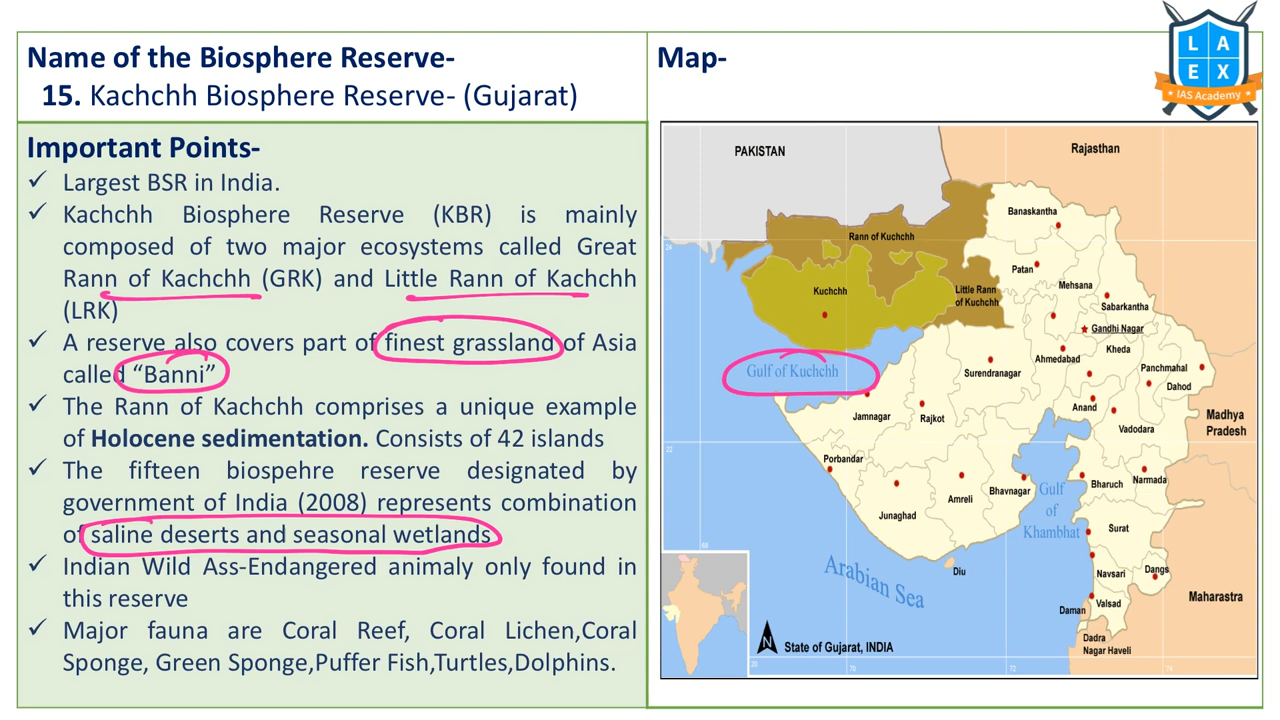 Name of the Biosphere Reserve-
15. Kachchh Biosphere Reserve- (Gujarat)
Important Points-
✓ Largest BSR in India.
✓ Kachchh Biosphere Reserve (KBR) is mainly
composed of two major ecosystems called Great
Rann of Kachchh (GRK) and Little Rann of Kachchh
(LRK)
✓ A reserve also covers part of finest grassland of Asia
called “Banni”
✓ The Rann of Kachchh comprises a unique example
of Holocene sedimentation. Consists of 42 islands
✓ The fifteen biospehre reserve designated by
government of India (2008) represents combination
of saline deserts and seasonal wetlands
✓ Indian Wild Ass-Endangered animaly only found in
this reserve
✓ Major fauna are Coral Reef, Coral Lichen,Coral
Sponge, Green Sponge,Puffer Fish,Turtles,Dolphins.
Map-
L A
E X
IAS Academy
PAKISTAN
Rajasthan
Banaskantha
Rann of Kuchchh
24
Patan
Mehsana
Kuchchh
Little Rann
of Kuchchh
Sabarkantha
Gandhi Nagar
Kheda
Ahmedabad
Gulf of Kuchchh
Surendranagar
Panchmahal
Dahod
Anand
Jamnagar
Rajkot
Vadodara
Madhya
Pradesh
22
Porbandar
Bharuch
Narmada
Amreli
Bhavnagar
Gulf
of
Khambhat
Junaghad
Surat
68
Diu
Arabian Sea
Navsari
Dangs
Valsad
Maharashtra
Daman
Dadra
Nagar Haveli
N
State of Gujarat, INDIA
20
70
72
74